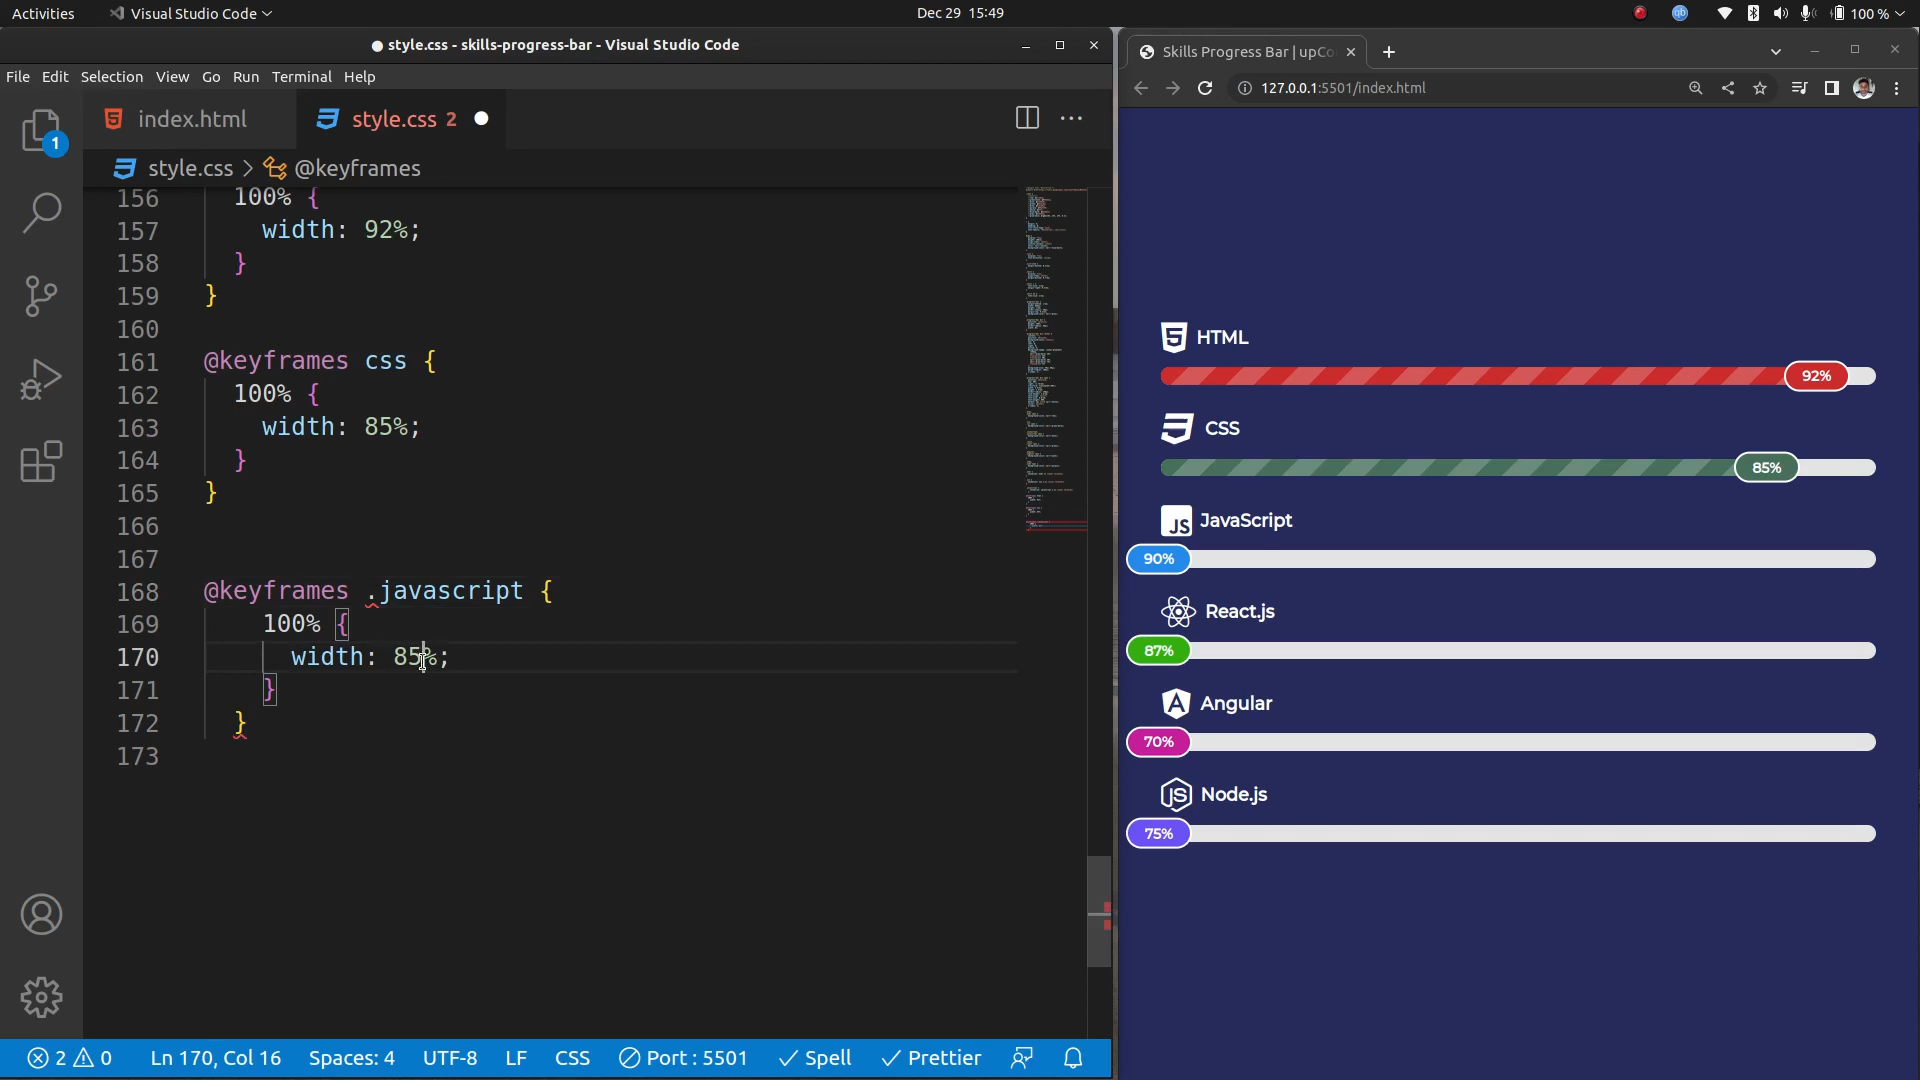 Activities
Visual Studio Code
Dec 29 15:49
100 %
style.css - skills-progress-bar - Visual Studio Code
File Edit Selection View Go Run Terminal Help
1
index.html
style.css 2
style.css > @keyframes
156 100% {
157 width: 92%;
158 }
159 }
160
161 @keyframes css {
162 100% {
163 width: 85%;
164 }
165 }
166
167
168 @keyframes .javascript {
169 100% {
170 width: 85%;
171 }
172 }
173
2 0 Ln 170, Col 16 Spaces: 4 UTF-8 LF CSS Port : 5501 Spell Prettier
Skills Progress Bar | upCo
127.0.0.1:5501/index.html
HTML
92%
CSS
85%
JS JavaScript
90%
React.js
87%
Angular
70%
Node.js
75%